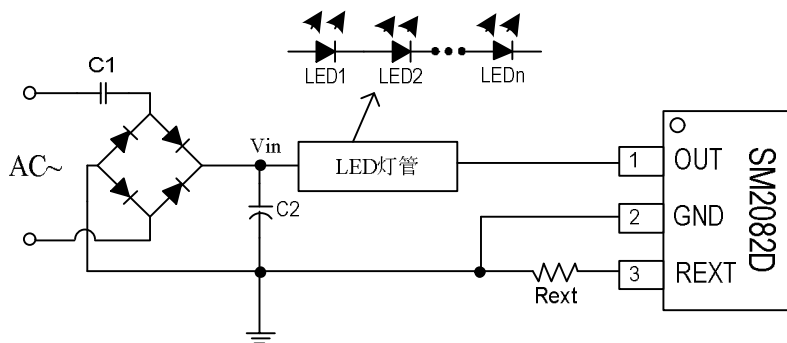 LED1 LED2 LEDn
C1
AC~
Vin
LED灯管
C2
1 OUT
2 GND
3 REXT
Rext
SM2082D